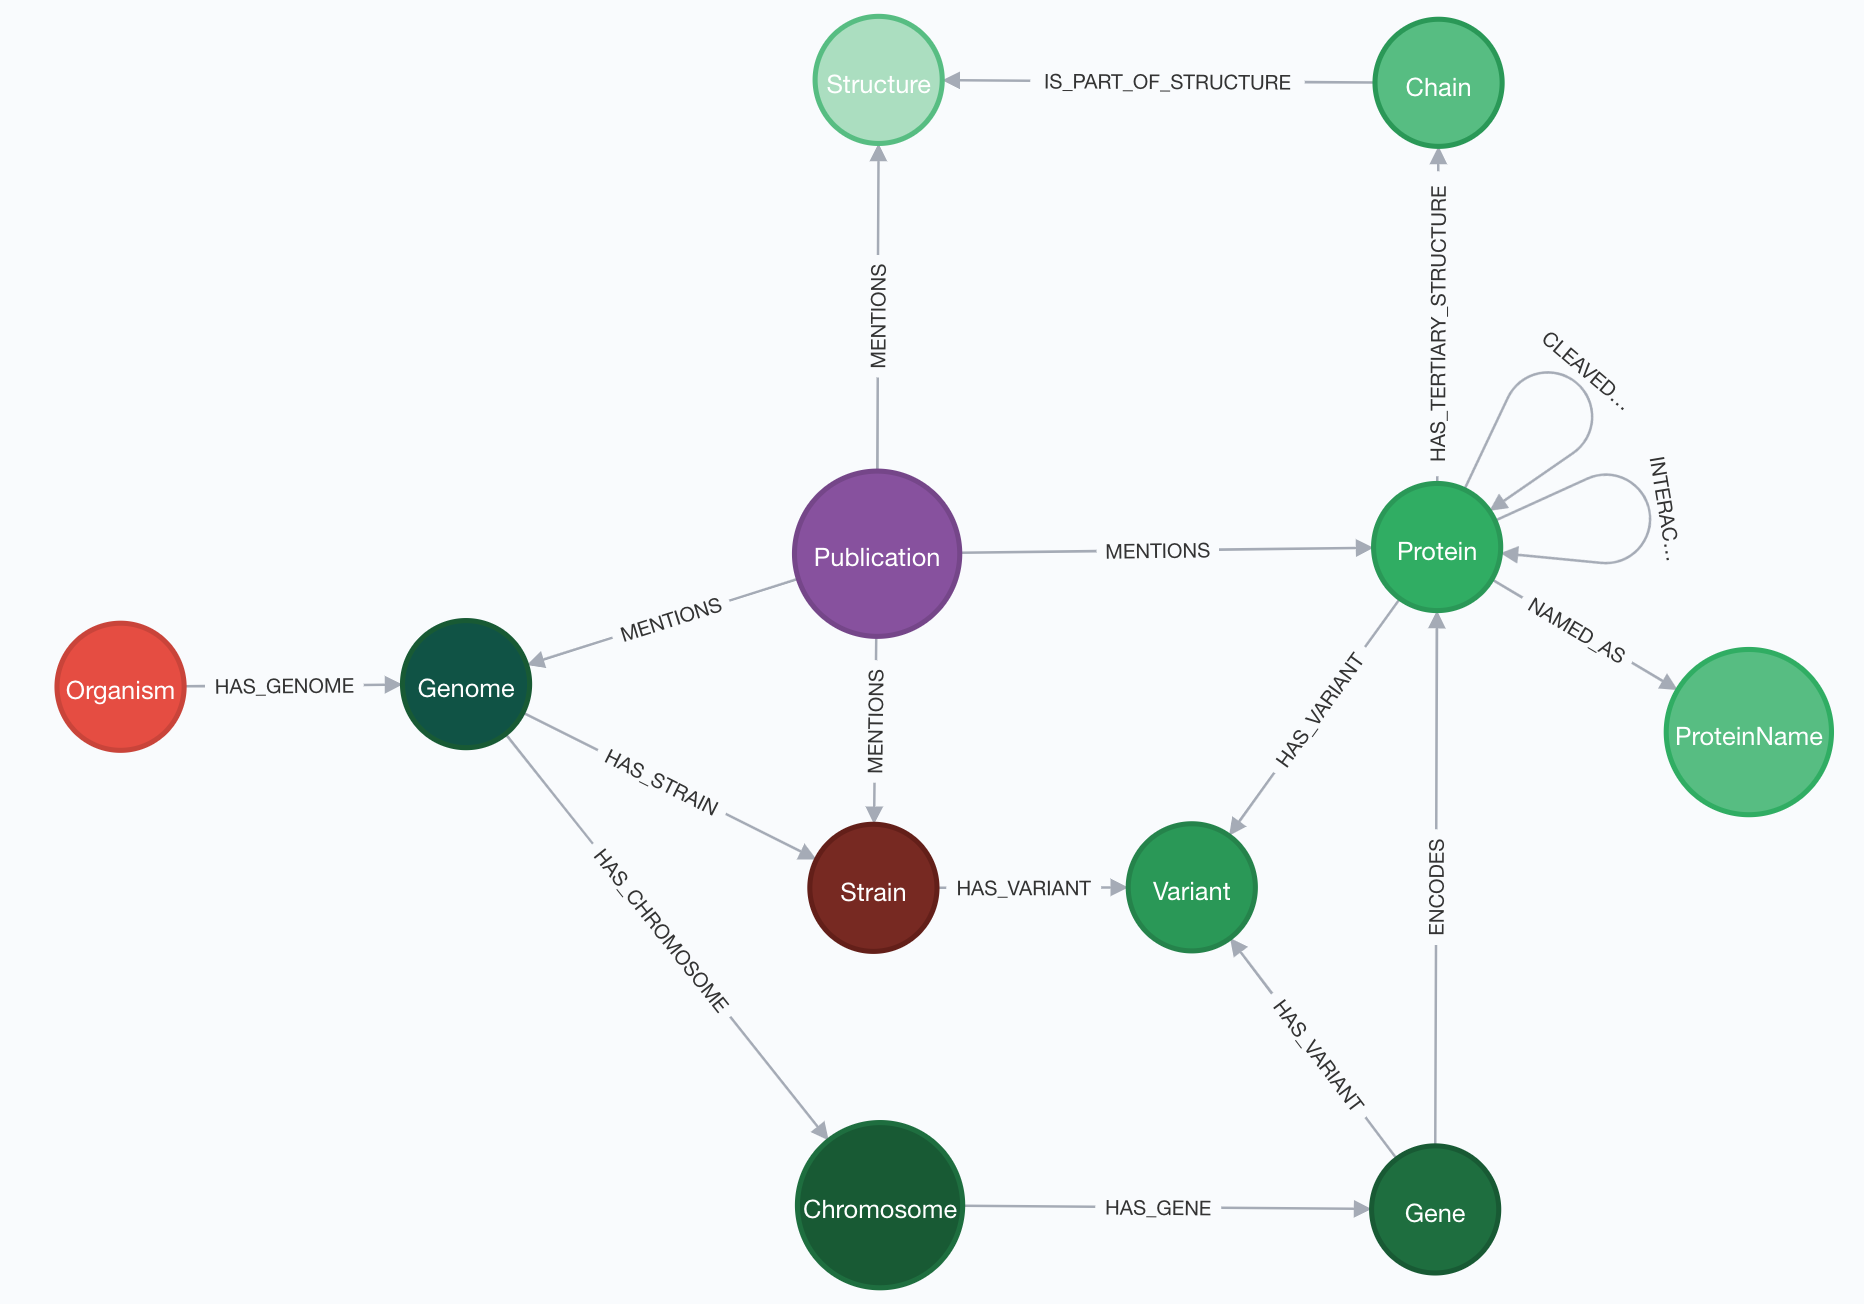 Structure
IS_PART_OF_STRUCTURE
Chain
MENTIONS
HAS_TERTIARY_STRUCTURE
CLEAVED...
INTERAC...
Publication
MENTIONS
Protein
MENTIONS
NAMED_AS
Organism
HAS_GENOME
Genome
MENTIONS
HAS_VARIANT
ProteinName
HAS_STRAIN
Strain
HAS_VARIANT
Variant
ENCODES
HAS_CHROMOSOME
HAS_VARIANT
Chromosome
HAS_GENE
Gene